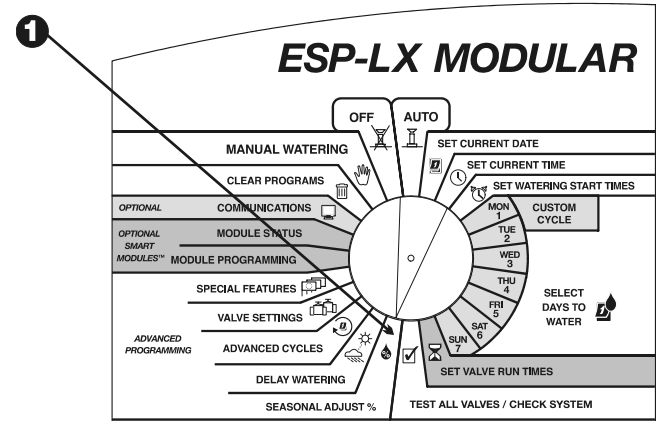 1
ESP-LX MODULAR
OFF
AUTO
MANUAL WATERING
SET CURRENT DATE
CLEAR PROGRAMS
SET CURRENT TIME
OPTIONAL
COMMUNICATIONS
SET WATERING START TIMES
MON
1
CUSTOM
CYCLE
OPTIONAL
SMART
MODULES™
MODULE STATUS
MODULE PROGRAMMING
TUE
2
WED
3
THU
4
FRI
5
SAT
6
SUN
7
SELECT
DAYS TO
WATER
SPECIAL FEATURES
VALVE SETTINGS
ADVANCED
PROGRAMMING
ADVANCED CYCLES
DELAY WATERING
SEASONAL ADJUST %
%
SET VALVE RUN TIMES
TEST ALL VALVES / CHECK SYSTEM